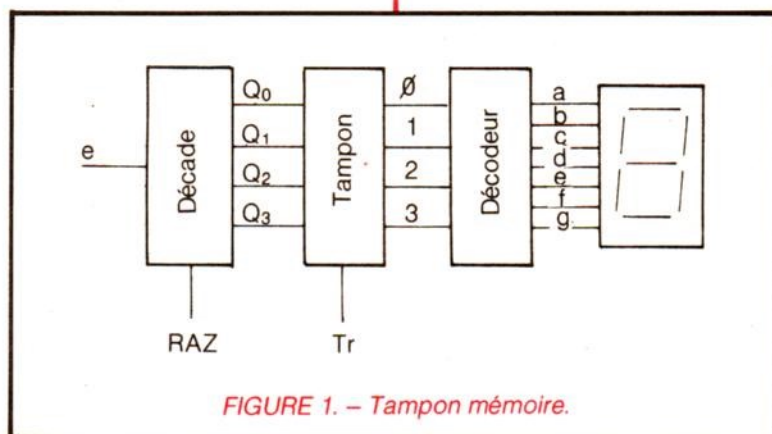 e
Décade
RAZ
Q0
Q1
Q2
Q3
Tampon
Tr
Ø
1
2
3
Décodeur
a
b
c
d
e
f
g
FIGURE 1. – Tampon mémoire.